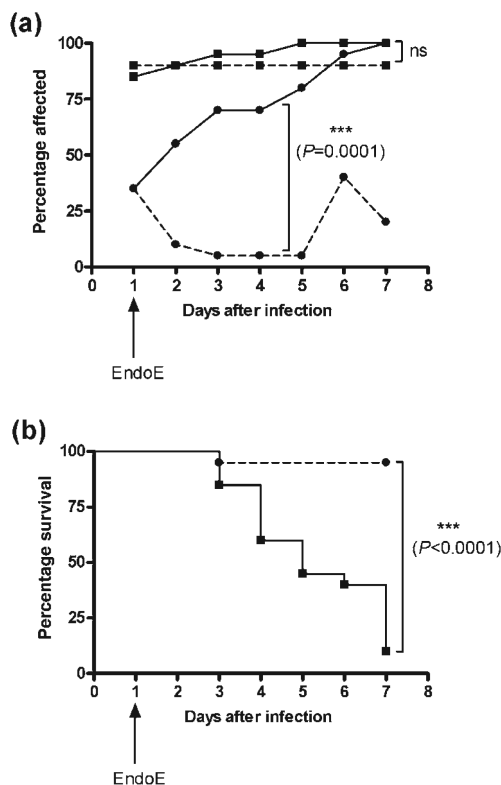 (a)
100
75
50
25
0
Percentage affected
ns
***
(P=0.0001)
0 1 2 3 4 5 6 7 8
Days after infection
EndoE
(b)
100
75
50
25
0
Percentage survival
***
(P<0.0001)
0 1 2 3 4 5 6 7 8
Days after infection
EndoE